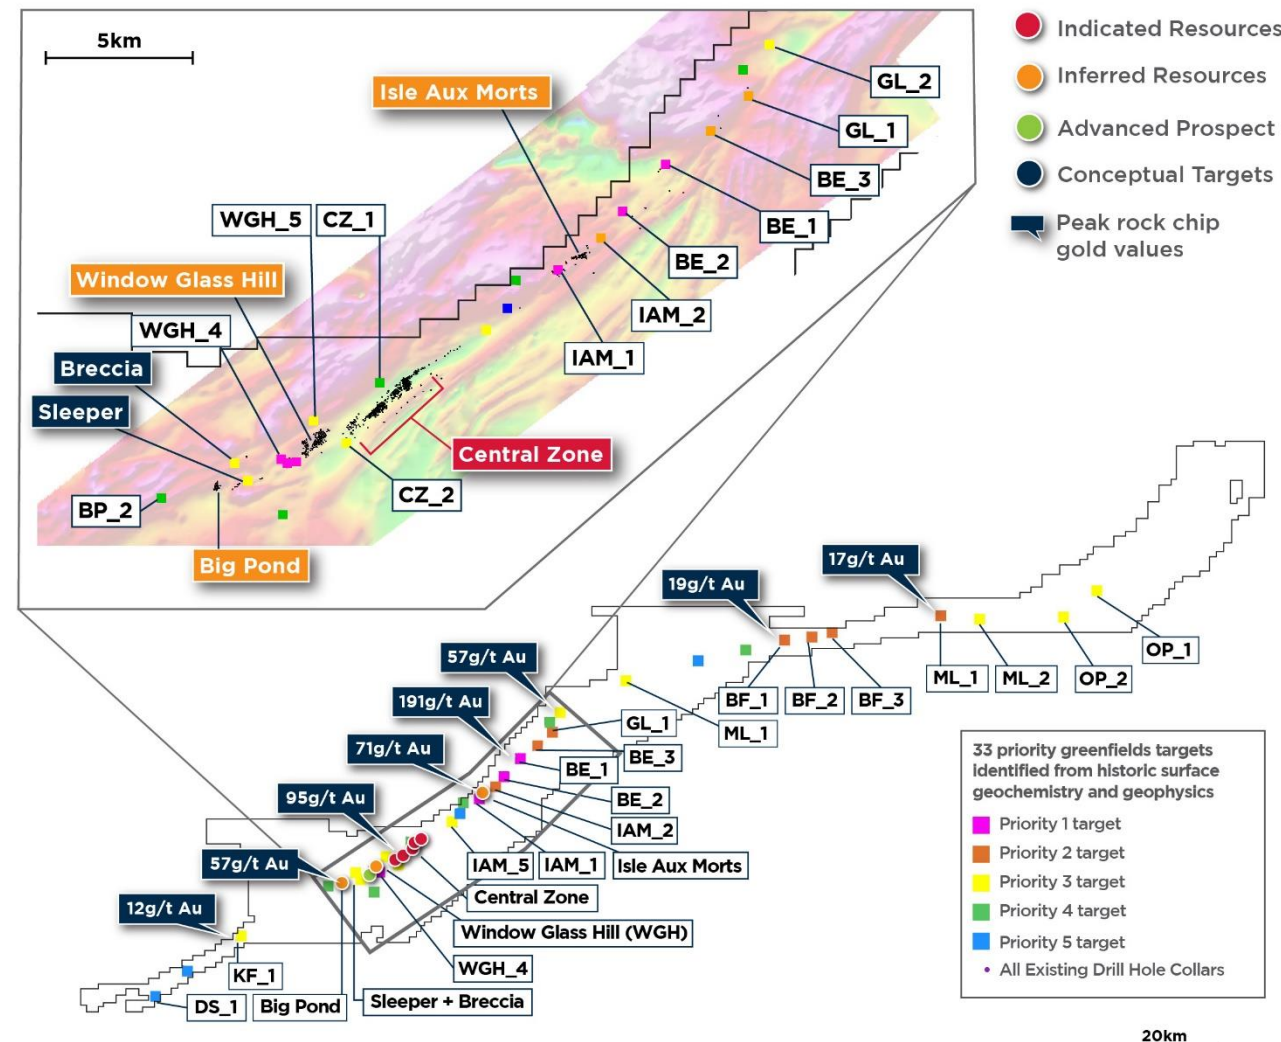 5km
Isle Aux Morts
GL_2
GL_1
BE_3
BE_1
BE_2
IAM_2
IAM_1
WGH_5
CZ_1
Window Glass Hill
WGH_4
Breccia
Sleeper
Central Zone
CZ_2
BP_2
Big Pond
Indicated Resources
Inferred Resources
Advanced Prospect
Conceptual Targets
Peak rock chip
gold values
17g/t Au
19g/t Au
57g/t Au
191g/t Au
71g/t Au
95g/t Au
57g/t Au
12g/t Au
OP_1
OP_2
ML_2
ML_1
BF_3
BF_2
BF_1
ML_1
GL_1
BE_3
BE_1
BE_2
IAM_2
Isle Aux Morts
IAM_1
IAM_5
Central Zone
Window Glass Hill (WGH)
WGH_4
Sleeper + Breccia
Big Pond
KF_1
DS_1
33 priority greenfields targets
identified from historic surface
geochemistry and geophysics
Priority 1 target
Priority 2 target
Priority 3 target
Priority 4 target
Priority 5 target
All Existing Drill Hole Collars
20km